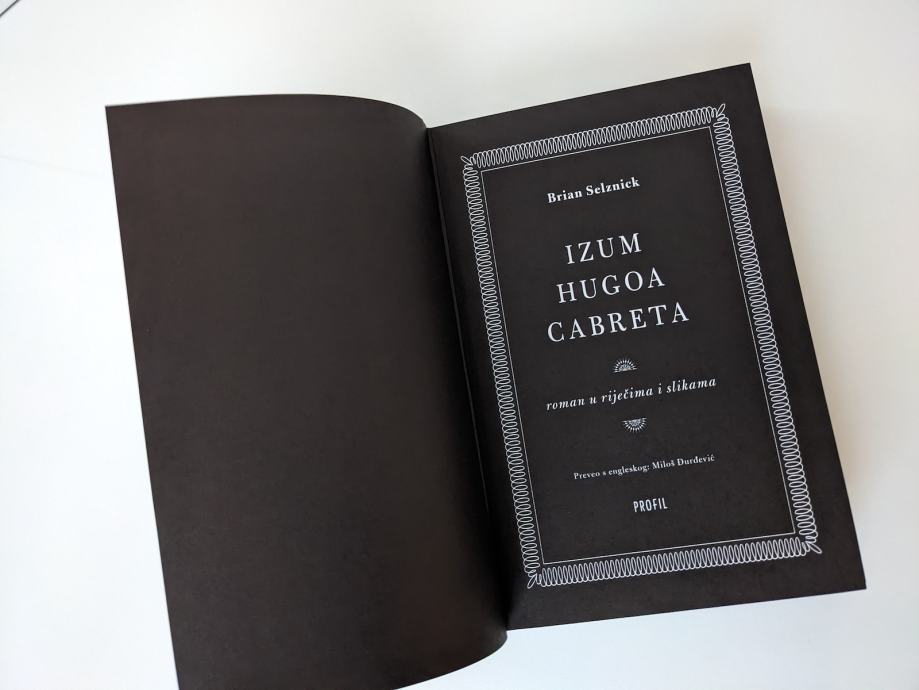 Brian Selznick
IZUM
HUGOA
CABRETA
roman u riječima i slikama
Preveo s engleskog: Miloš Đurđević
PROFIL